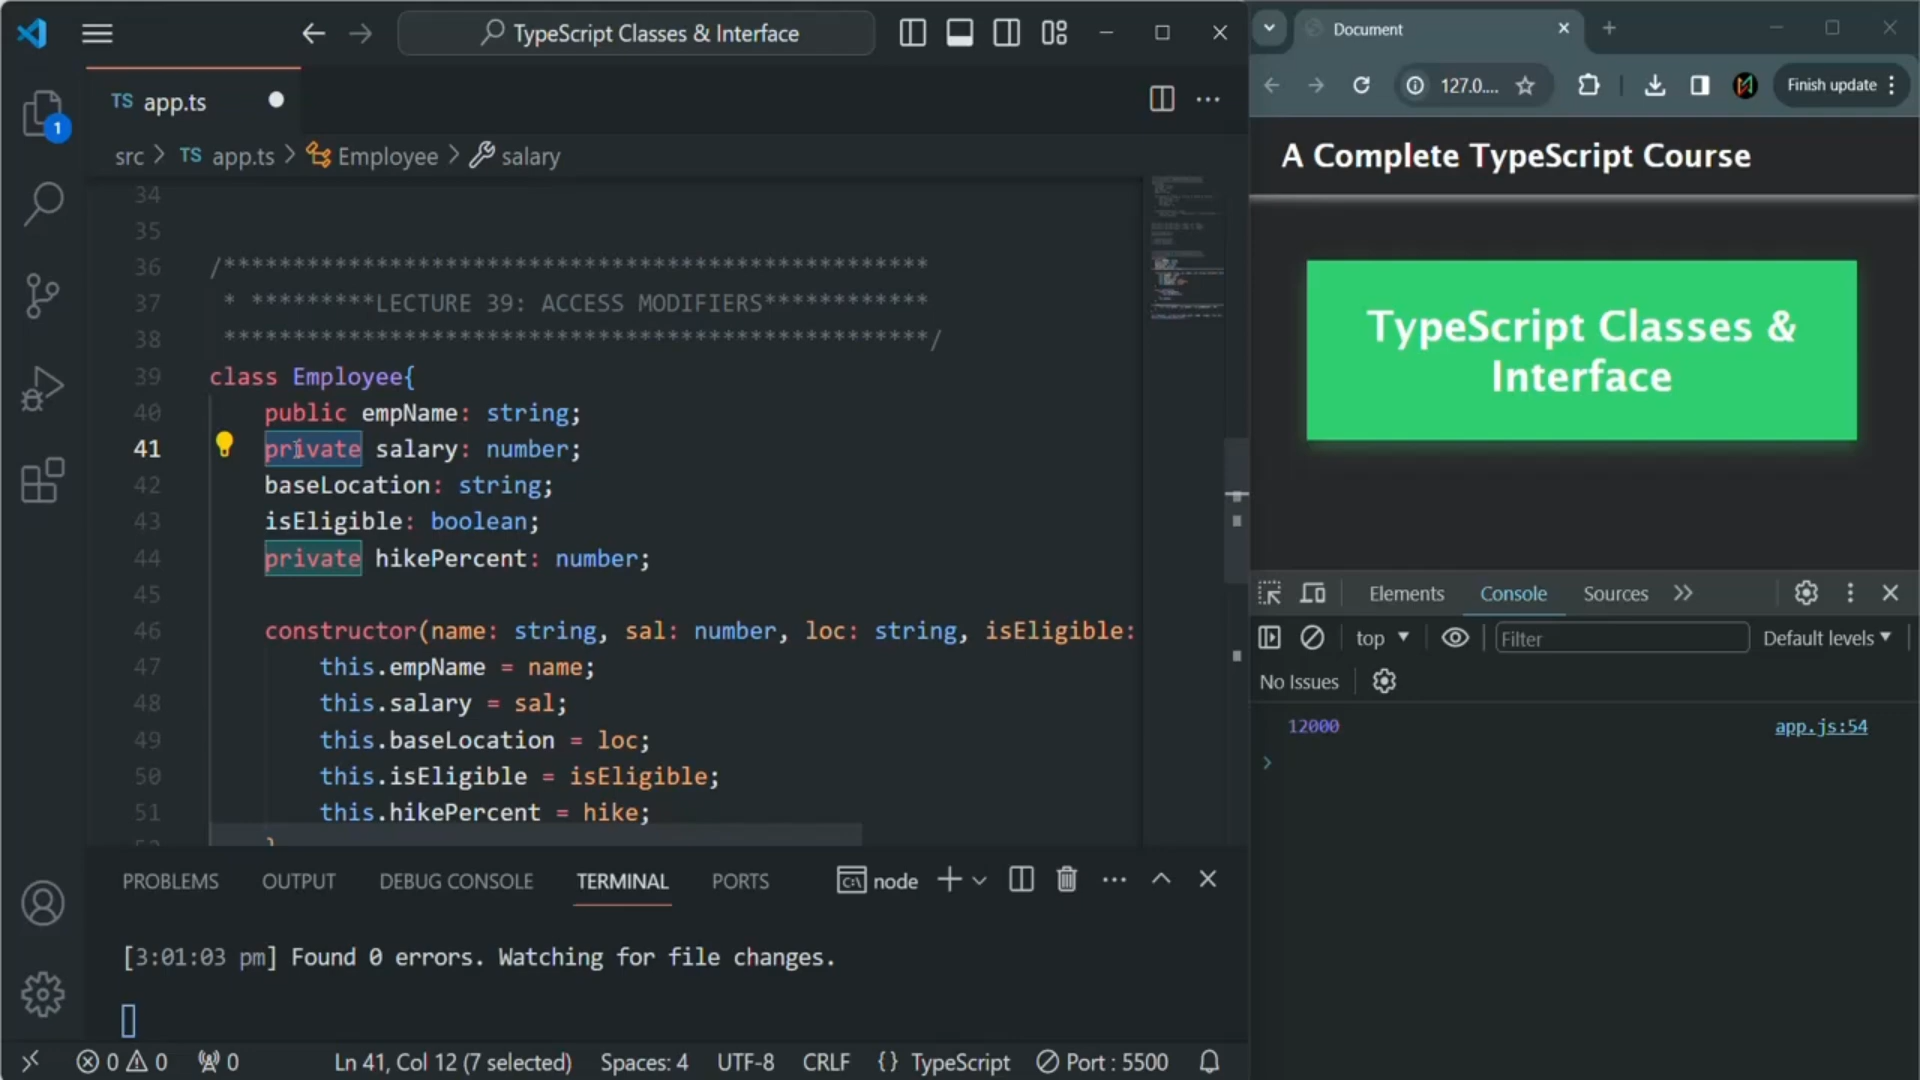 TypeScript Classes & Interface
TS app.ts
1
src > TS app.ts > Employee > salary
34
35
36 /***************************************************
37 * *********LECTURE 39: ACCESS MODIFIERS************
38 ***************************************************/
39 class Employee{
40 public empName: string;
41 private salary: number;
42 baseLocation: string;
43 isEligible: boolean;
44 private hikePercent: number;
45
46 constructor(name: string, sal: number, loc: string, isEligible:
47 this.empName = name;
48 this.salary = sal;
49 this.baseLocation = loc;
50 this.isEligible = isEligible;
51 this.hikePercent = hike;
PROBLEMS OUTPUT DEBUG CONSOLE TERMINAL PORTS node
[3:01:03 pm] Found 0 errors. Watching for file changes.
0 0 0 Ln 41, Col 12 (7 selected) Spaces: 4 UTF-8 CRLF {} TypeScript Port : 5500
Document
127.0.... Finish update
A Complete TypeScript Course
TypeScript Classes &
Interface
Elements Console Sources
top Filter Default levels
No Issues
12000 app.js:54